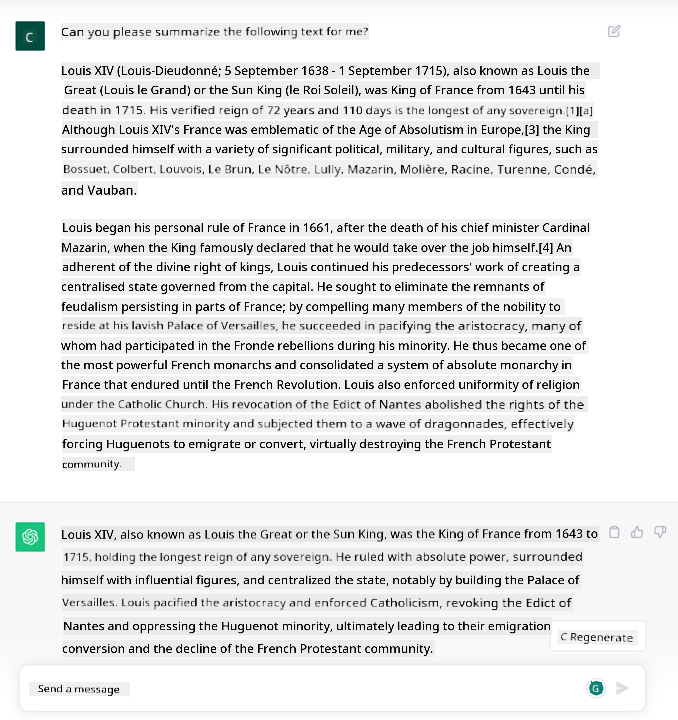 C
Can you please summarize the following text for me?
Louis XIV (Louis-Dieudonné; 5 September 1638 - 1 September 1715), also known as Louis the
Great (Louis le Grand) or the Sun King (le Roi Soleil), was King of France from 1643 until his
death in 1715. His verified reign of 72 years and 110 days is the longest of any sovereign.[1][a]
Although Louis XIV's France was emblematic of the Age of Absolutism in Europe,[3] the King
surrounded himself with a variety of significant political, military, and cultural figures, such as
Bossuet, Colbert, Louvois, Le Brun, Le Nôtre, Lully, Mazarin, Molière, Racine, Turenne, Condé,
and Vauban.
Louis began his personal rule of France in 1661, after the death of his chief minister Cardinal
Mazarin, when the King famously declared that he would take over the job himself.[4] An
adherent of the divine right of kings, Louis continued his predecessors' work of creating a
centralised state governed from the capital. He sought to eliminate the remnants of
feudalism persisting in parts of France; by compelling many members of the nobility to
reside at his lavish Palace of Versailles, he succeeded in pacifying the aristocracy, many of
whom had participated in the Fronde rebellions during his minority. He thus became one of
the most powerful French monarchs and consolidated a system of absolute monarchy in
France that endured until the French Revolution. Louis also enforced uniformity of religion
under the Catholic Church. His revocation of the Edict of Nantes abolished the rights of the
Huguenot Protestant minority and subjected them to a wave of dragonnades, effectively
forcing Huguenots to emigrate or convert, virtually destroying the French Protestant
community.
Louis XIV, also known as Louis the Great or the Sun King, was the King of France from 1643 to
1715, holding the longest reign of any sovereign. He ruled with absolute power, surrounded
himself with influential figures, and centralized the state, notably by building the Palace of
Versailles. Louis pacified the aristocracy and enforced Catholicism, revoking the Edict of
Nantes and oppressing the Huguenot minority, ultimately leading to their emigration
C Regenerate
conversion and the decline of the French Protestant community.
Send a message
G